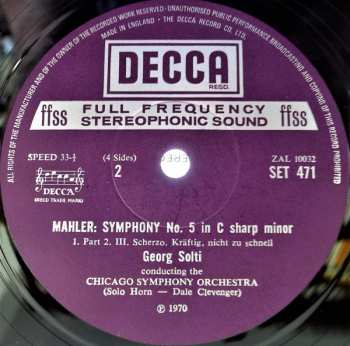 ALL RIGHTS OF THE MANUFACTURER AND OF THE OWNER OF THE RECORDED WORK RESERVED · UNAUTHORISED PUBLIC PERFORMANCE BROADCASTING AND COPYING OF THIS RECORD PROHIBITED
MADE IN ENGLAND · THE DECCA RECORD CO. LTD.
DECCA
REGD.
ffss FULL FREQUENCY ffss
STEREOPHONIC SOUND
SPEED 33⅓ (4 Sides) ZAL 10032
2 SET 471
DECCA
SPEED TRADE MARKS
MAHLER: SYMPHONY No. 5 in C sharp minor
1. Part 2. III. Scherzo. Kräftig, nicht zu schnell
Georg Solti
conducting the
CHICAGO SYMPHONY ORCHESTRA
(Solo Horn — Dale Clevenger)
℗ 1970